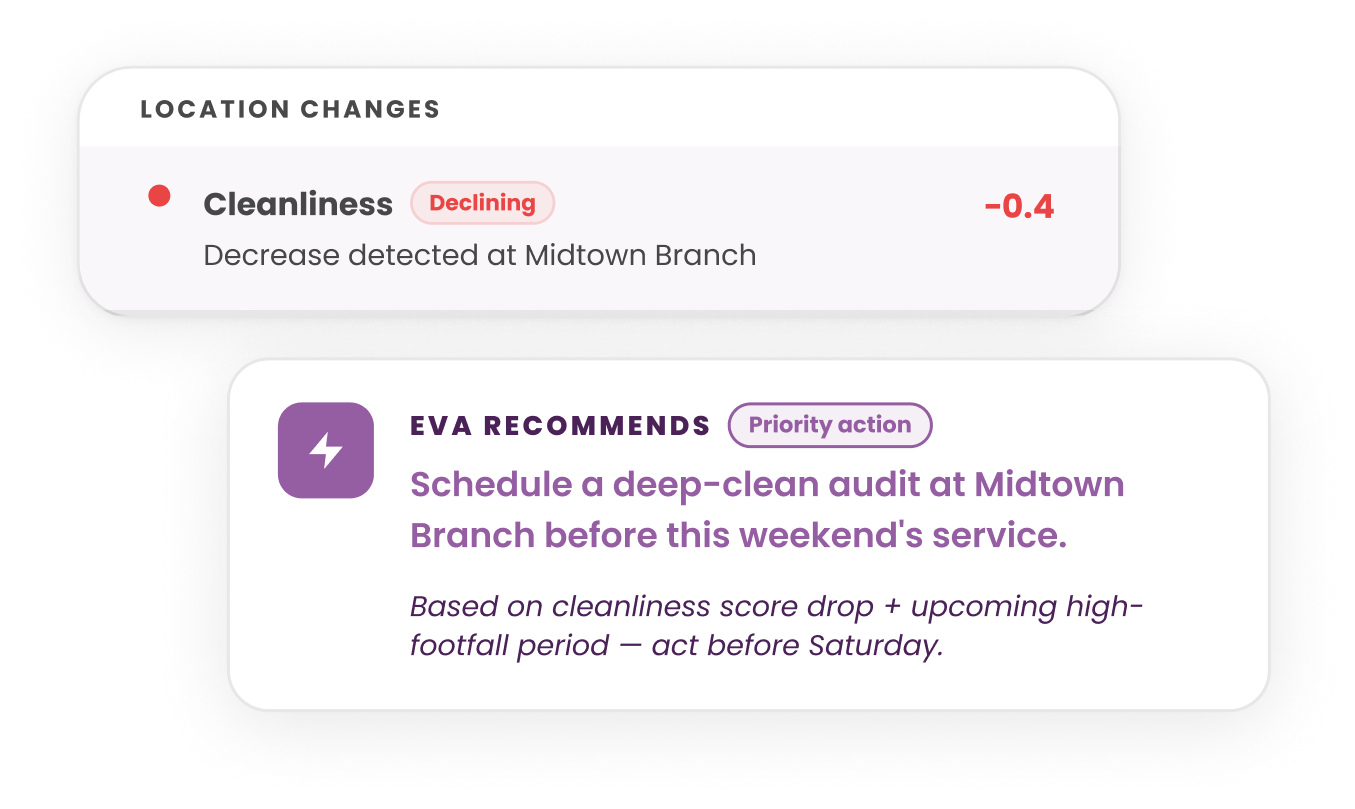 LOCATION CHANGES
Cleanliness Declining −0.4
Decrease detected at Midtown Branch
EVA RECOMMENDS Priority action
Schedule a deep-clean audit at Midtown
Branch before this weekend's service.
Based on cleanliness score drop + upcoming high-
footfall period — act before Saturday.